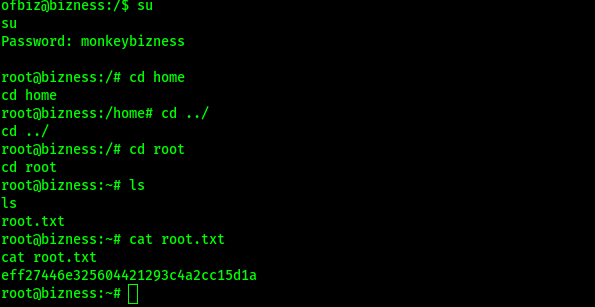 ofbiz@bizness:/$ su
su
Password: monkeybizness
root@bizness:/# cd home
cd home
root@bizness:/home# cd ../
cd ../
root@bizness:/# cd root
cd root
root@bizness:~# ls
ls
root.txt
root@bizness:~# cat root.txt
cat root.txt
eff27446e325604421293c4a2cc15d1a
root@bizness:~#